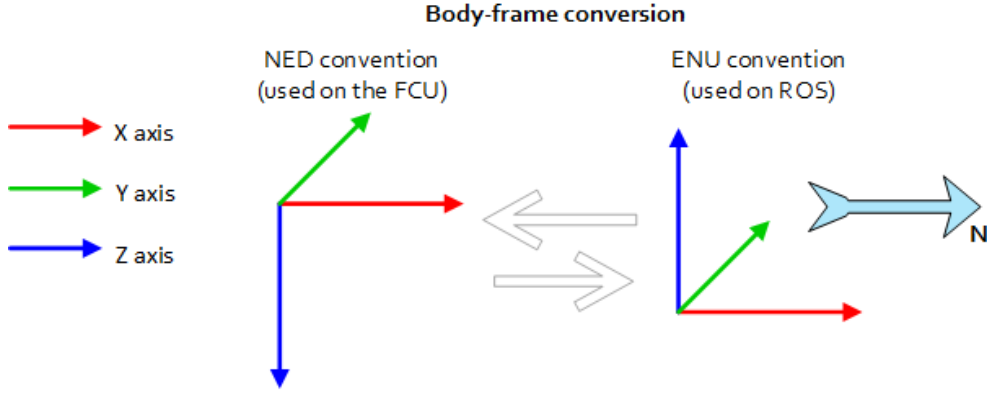 Body-frame conversion
NED convention
(used on the FCU)
ENU convention
(used on ROS)
X axis
Y axis
Z axis
N